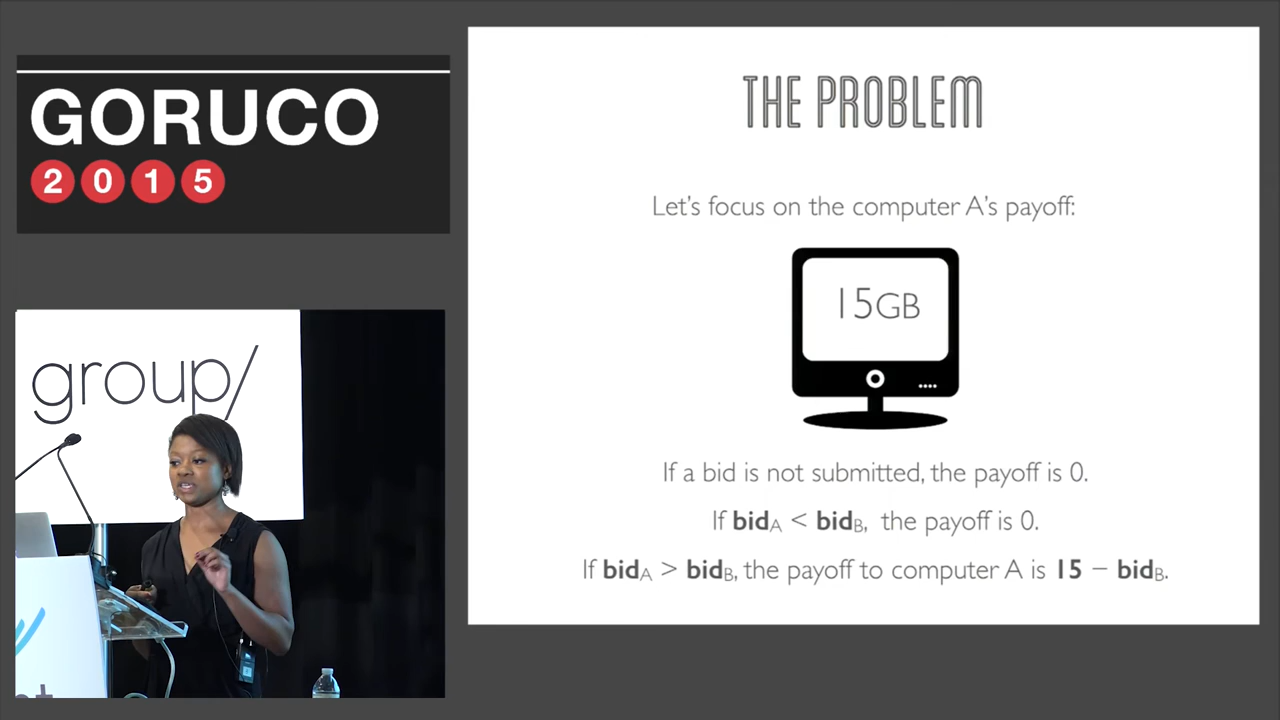 GORUCO
2 0 1 5
group/
THE PROBLEM
Let's focus on the computer A's payoff:
15GB
If a bid is not submitted, the payoff is 0.
If bidA < bidB, the payoff is 0.
If bidA > bidB, the payoff to computer A is 15 − bidB.